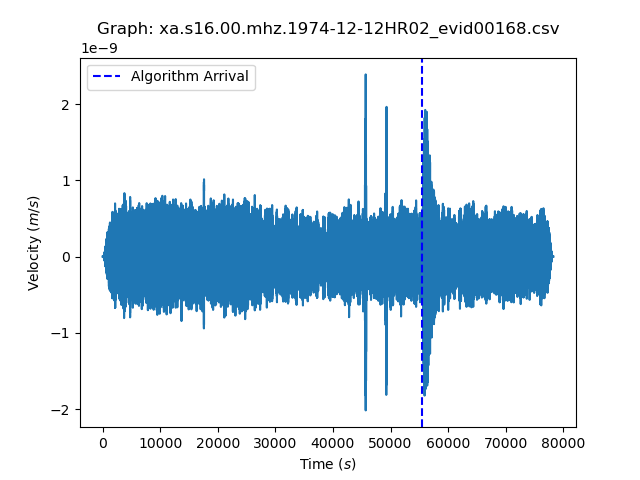 Graph: xa.s16.00.mhz.1974-12-12HR02_evid00168.csv
1e−9
Algorithm Arrival
2
1
0
−1
−2
Velocity (m/s)
0 10000 20000 30000 40000 50000 60000 70000 80000
Time (s)